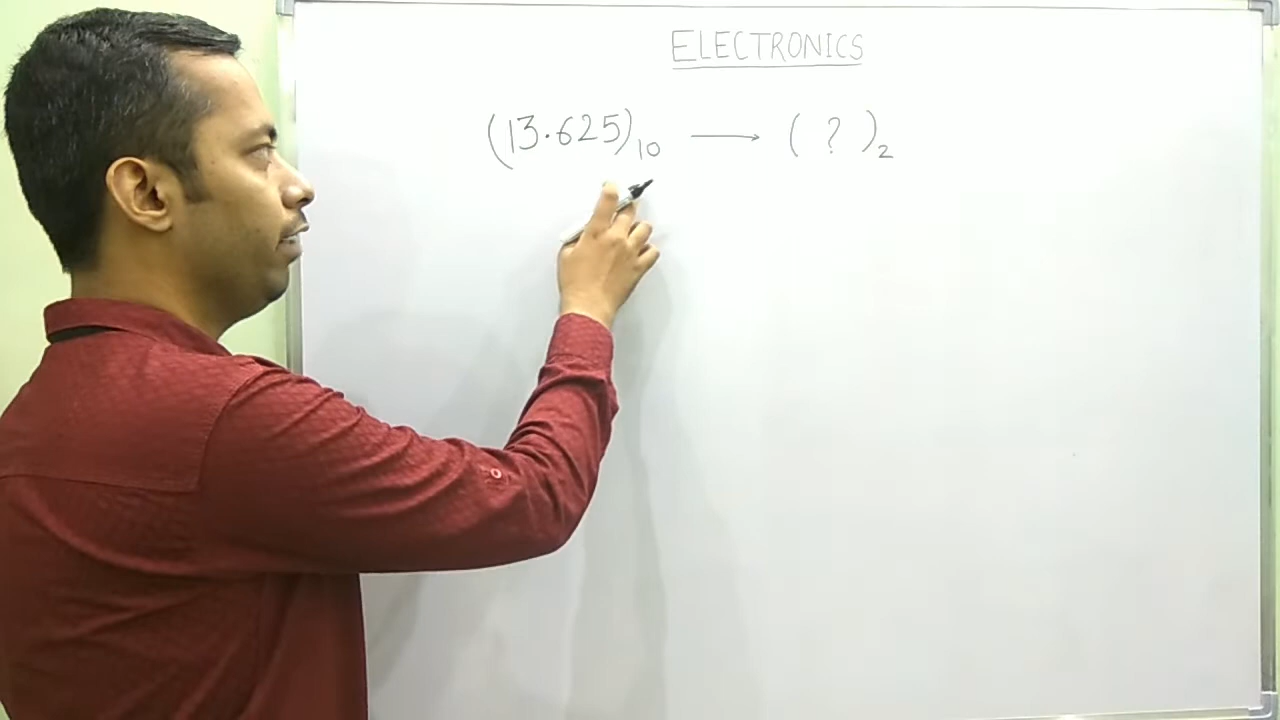 ELECTRONICS
(13.625)₁₀ ⟶ ( ? )₂